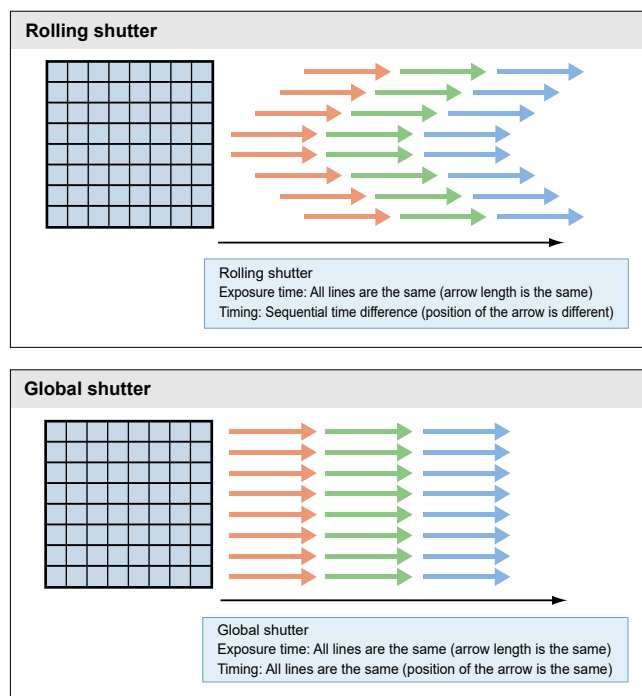 Rolling shutter
Rolling shutter
Exposure time: All lines are the same (arrow length is the same)
Timing: Sequential time difference (position of the arrow is different)
Global shutter
Global shutter
Exposure time: All lines are the same (arrow length is the same)
Timing: All lines are the same (position of the arrow is the same)